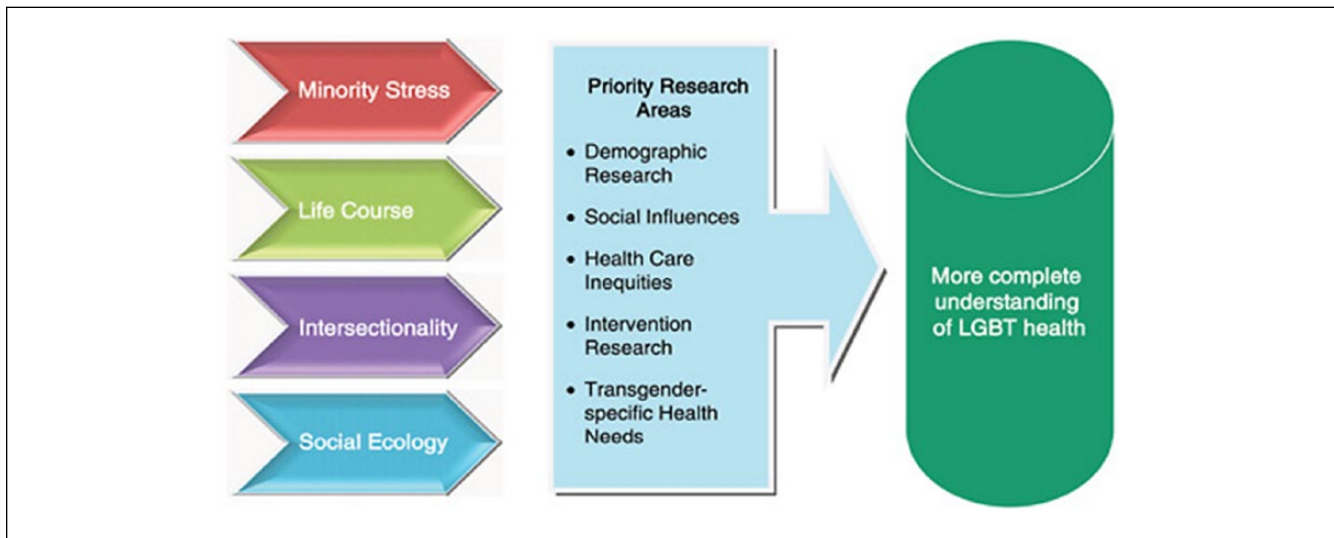 Minority Stress
Life Course
Intersectionality
Social Ecology
Priority Research
Areas
• Demographic
Research
• Social Influences
• Health Care
Inequities
• Intervention
Research
• Transgender-
specific Health
Needs
More complete
understanding
of LGBT health